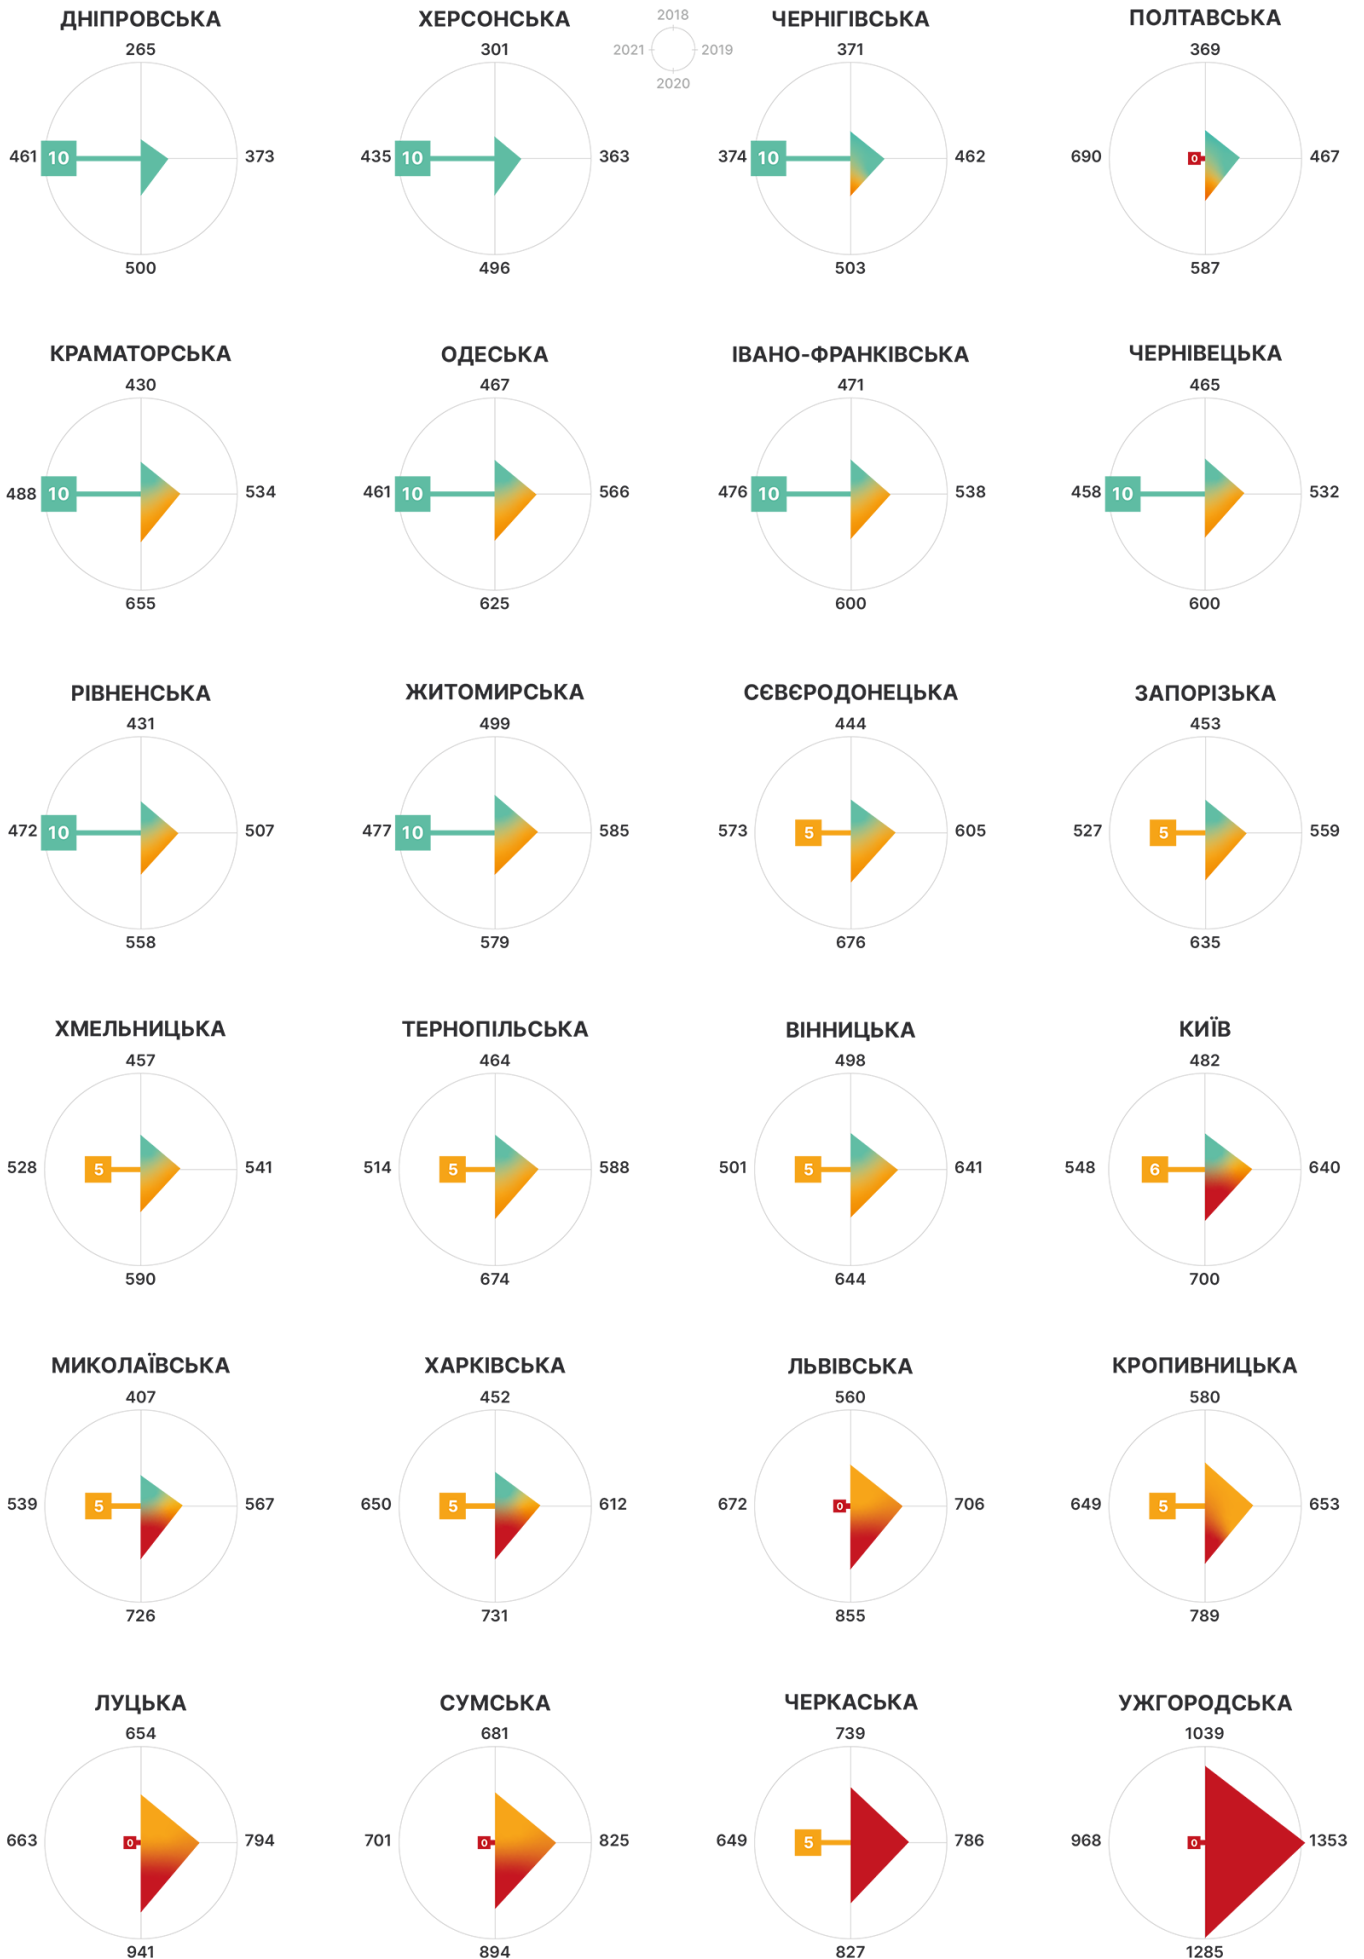 ДНІПРОВСЬКА
265
461 10 373
500
ХЕРСОНСЬКА
301
435 10 363
496
2018
2021 2019
2020
ЧЕРНІГІВСЬКА
371
374 10 462
503
ПОЛТАВСЬКА
369
690 0 467
587
КРАМАТОРСЬКА
430
488 10 534
655
ОДЕСЬКА
467
461 10 566
625
ІВАНО-ФРАНКІВСЬКА
471
476 10 538
600
ЧЕРНІВЕЦЬКА
465
458 10 532
600
РІВНЕНСЬКА
431
472 10 507
558
ЖИТОМИРСЬКА
499
477 10 585
579
СЄВЄРОДОНЕЦЬКА
444
573 5 605
676
ЗАПОРІЗЬКА
453
527 5 559
635
ХМЕЛЬНИЦЬКА
457
528 5 541
590
ТЕРНОПІЛЬСЬКА
464
514 5 588
674
ВІННИЦЬКА
498
501 5 641
644
КИЇВ
482
548 6 640
700
МИКОЛАЇВСЬКА
407
539 5 567
726
ХАРКІВСЬКА
452
650 5 612
731
ЛЬВІВСЬКА
560
672 0 706
855
КРОПИВНИЦЬКА
580
649 5 653
789
ЛУЦЬКА
654
663 0 794
941
СУМСЬКА
681
701 0 825
894
ЧЕРКАСЬКА
739
649 5 786
827
УЖГОРОДСЬКА
1039
968 0 1353
1285